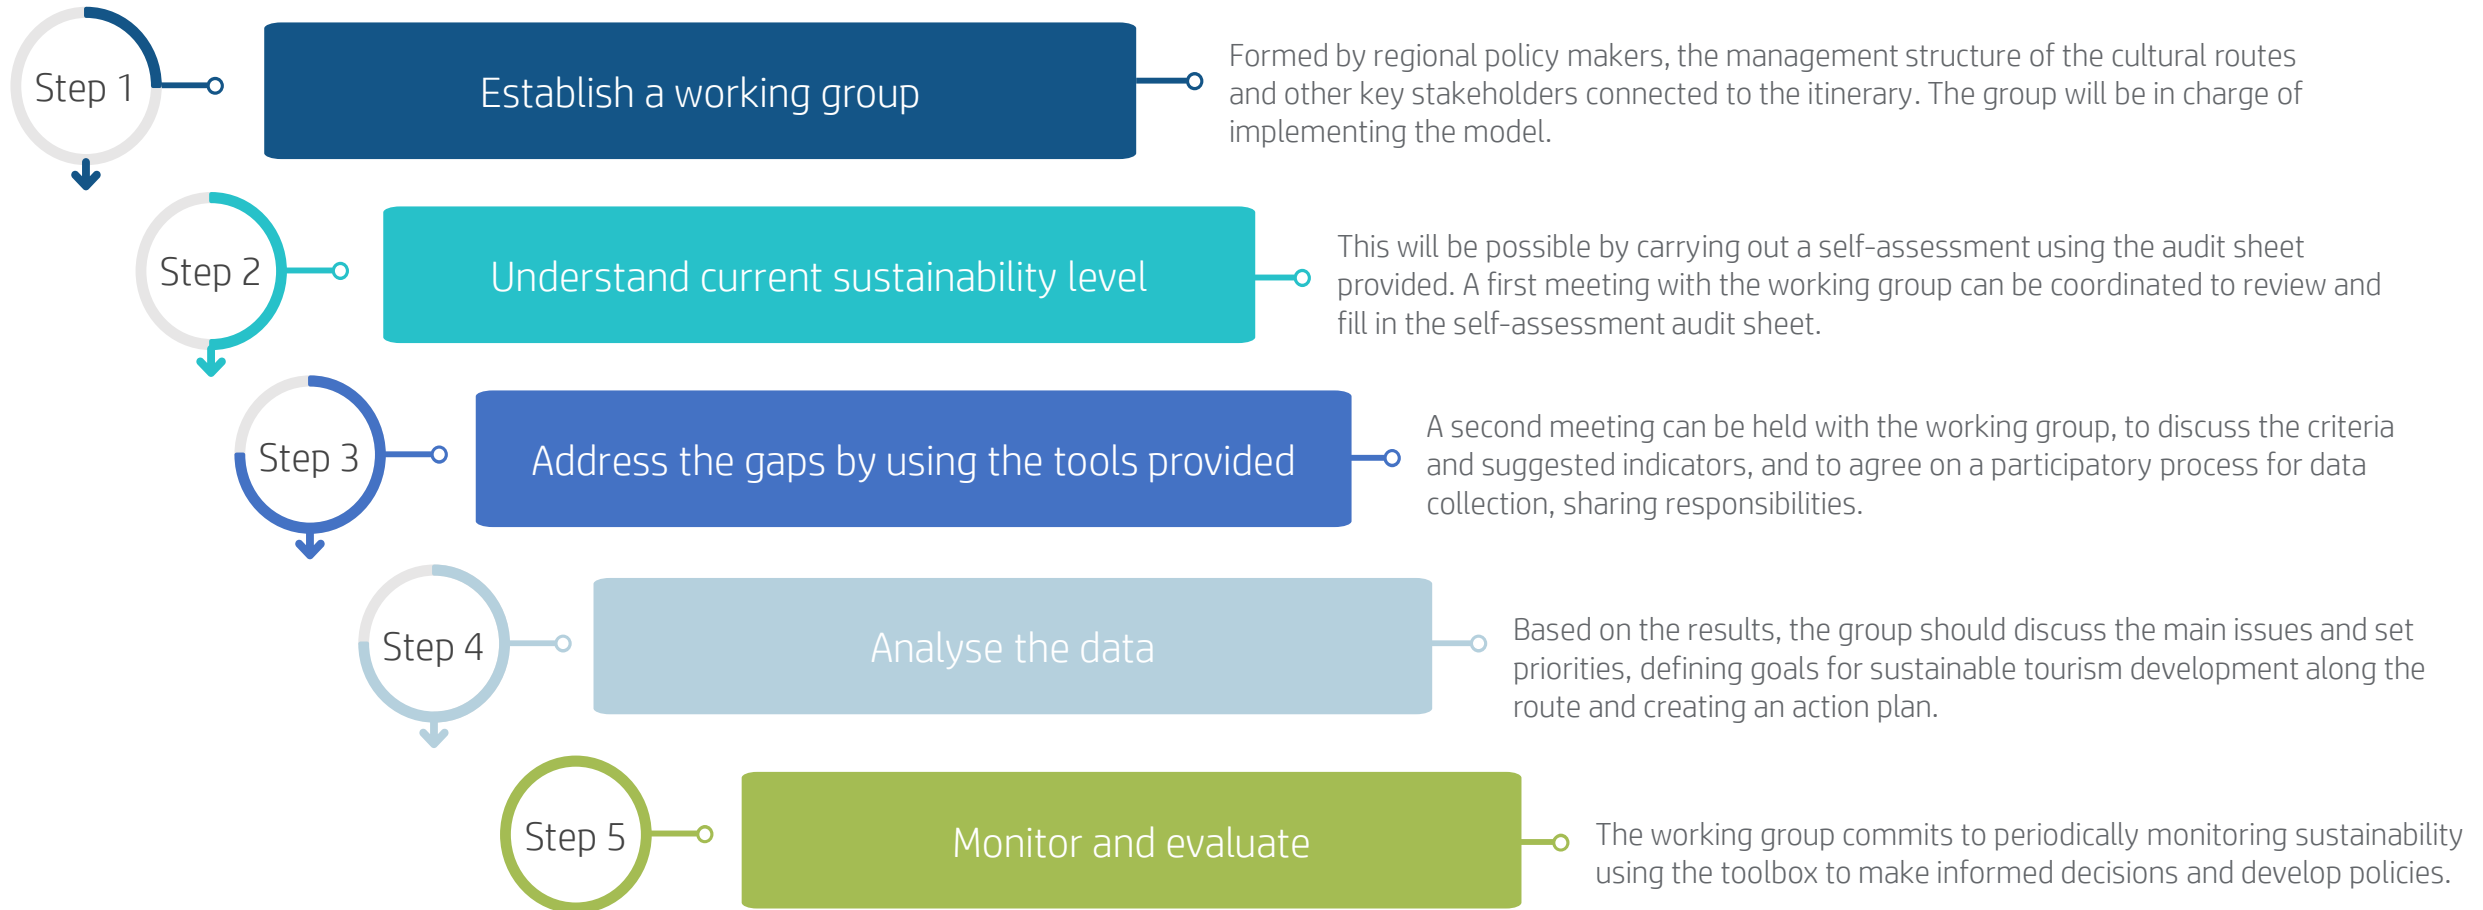 Step 1
Establish a working group
Formed by regional policy makers, the management structure of the cultural routes
and other key stakeholders connected to the itinerary. The group will be in charge of
implementing the model.
Step 2
Understand current sustainability level
This will be possible by carrying out a self-assessment using the audit sheet
provided. A first meeting with the working group can be coordinated to review and
fill in the self-assessment audit sheet.
Step 3
Address the gaps by using the tools provided
A second meeting can be held with the working group, to discuss the criteria
and suggested indicators, and to agree on a participatory process for data
collection, sharing responsibilities.
Step 4
Analyse the data
Based on the results, the group should discuss the main issues and set
priorities, defining goals for sustainable tourism development along the
route and creating an action plan.
Step 5
Monitor and evaluate
The working group commits to periodically monitoring sustainability
using the toolbox to make informed decisions and develop policies.